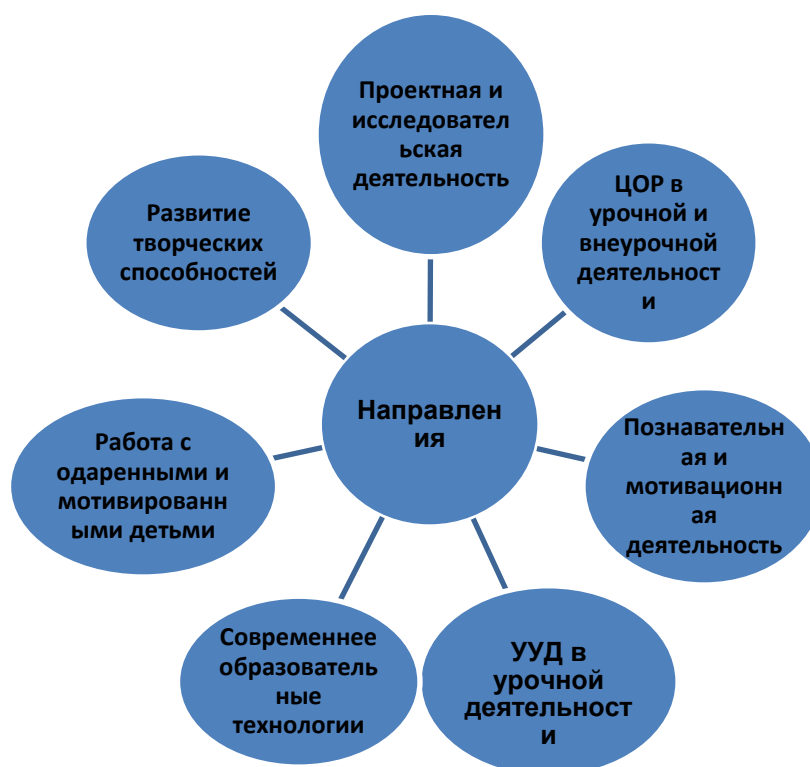 Проектная и
исследовател
ьская
деятельность
ЦОР в
урочной и
внеурочной
деятельност
и
Развитие
творческих
способностей
Направлен
ия
Познавательн
ая и
мотивационн
ая
деятельность
Работа с
одаренными и
мотивированн
ыми детьми
УУД в
урочной
деятельност
и
Современнее
образователь
ные
технологии